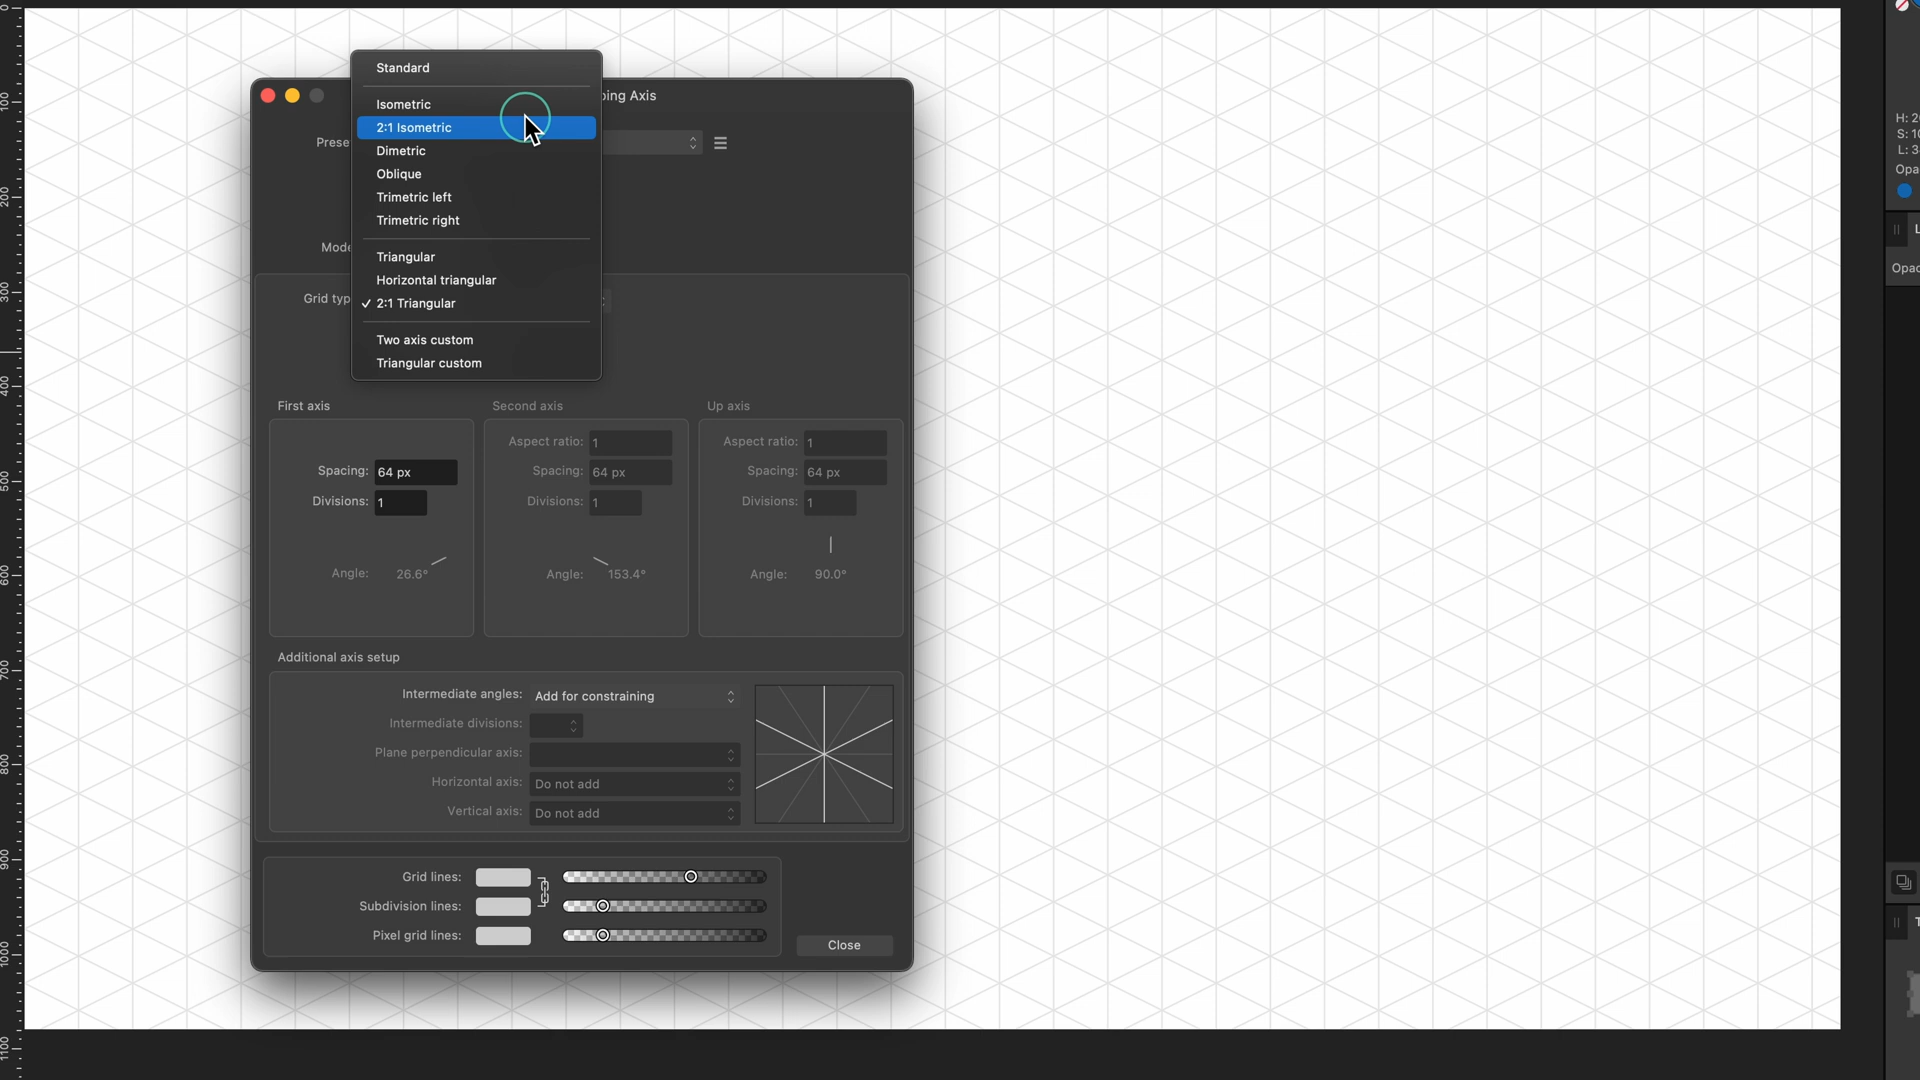 Standard
ping Axis
Isometric
2:1 Isometric
Prese
Dimetric
Oblique
Trimetric left
Trimetric right
Mode
Triangular
Horizontal triangular
Grid typ
✓ 2:1 Triangular
Two axis custom
Triangular custom
First axis
Spacing: 64 px
Divisions: 1
Angle: 26.6°
Second axis
Aspect ratio: 1
Spacing: 64 px
Divisions: 1
Angle: 153.4°
Up axis
Aspect ratio: 1
Spacing: 64 px
Divisions: 1
Angle: 90.0°
Additional axis setup
Intermediate angles: Add for constraining
Intermediate divisions:
Plane perpendicular axis:
Horizontal axis: Do not add
Vertical axis: Do not add
Grid lines:
Subdivision lines:
Pixel grid lines:
Close
0
100
200
300
400
500
600
700
800
900
1000
1100
H: 2
S: 10
L: 3
Opa
Opac